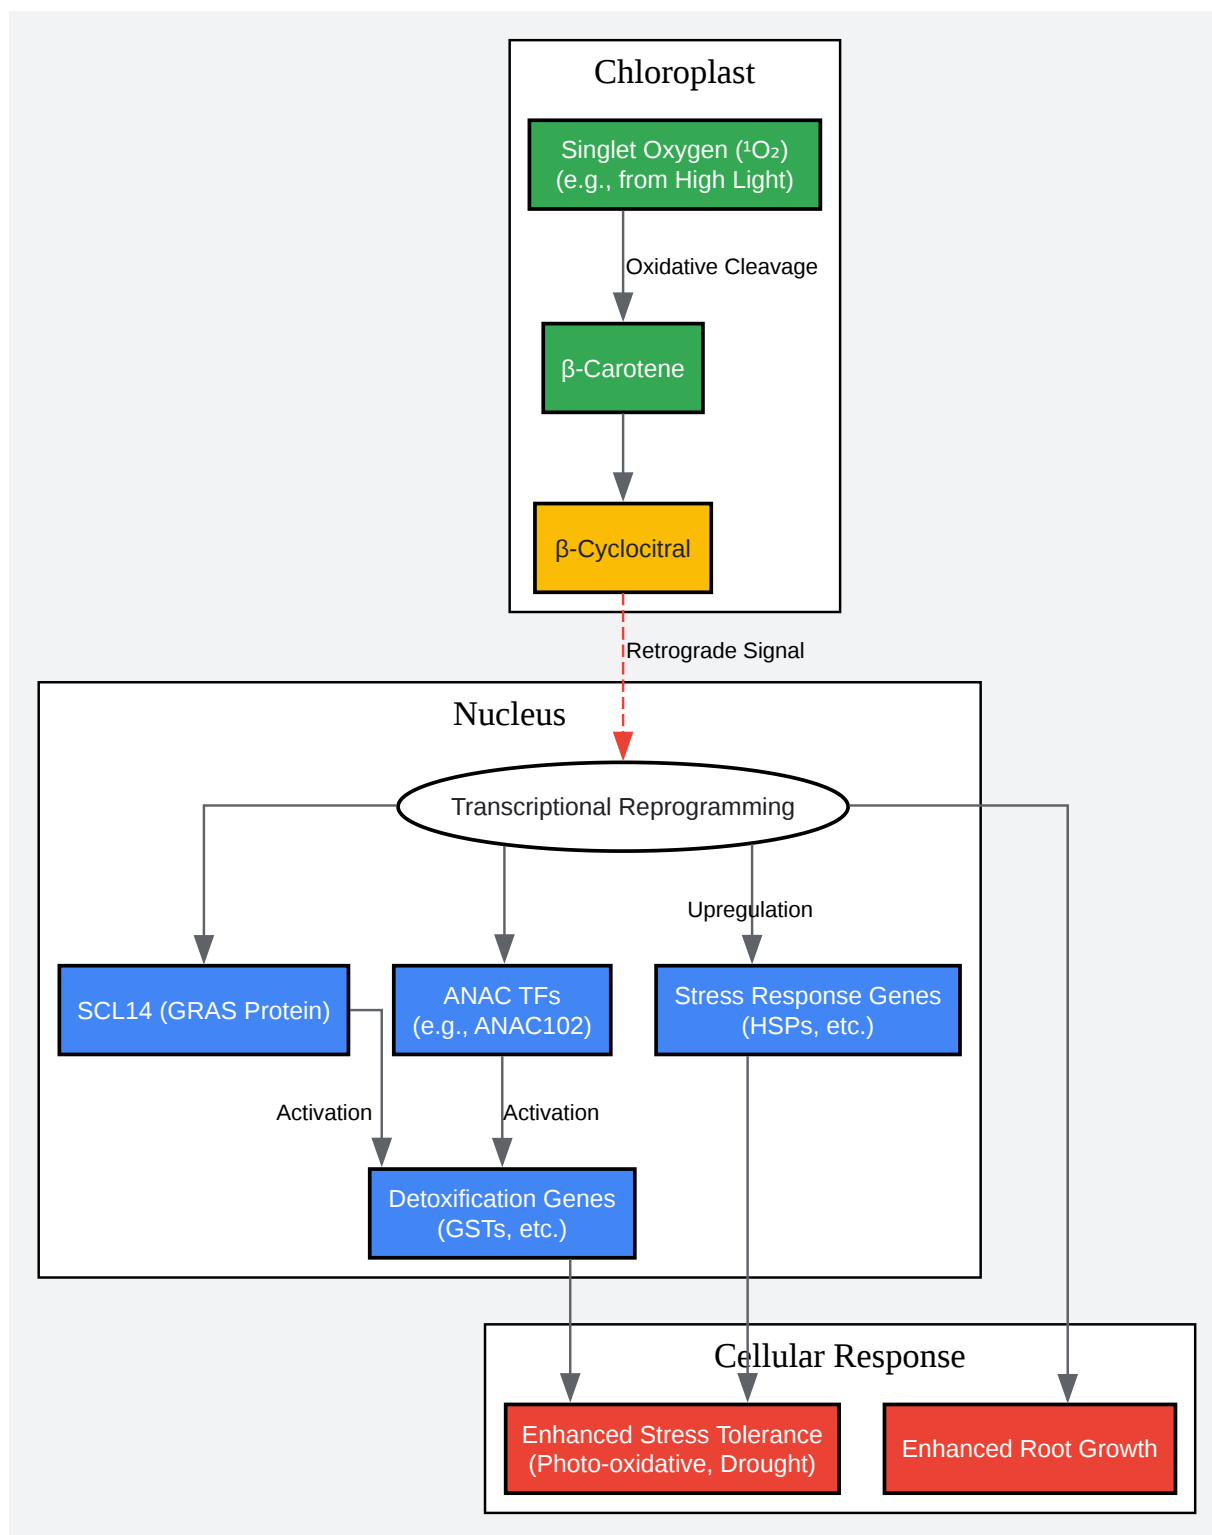 Chloroplast
Singlet Oxygen (¹O₂)
(e.g., from High Light)
Oxidative Cleavage
β-Carotene
β-Cyclocitral
Retrograde Signal
Nucleus
Transcriptional Reprogramming
Upregulation
SCL14 (GRAS Protein)
ANAC TFs
(e.g., ANAC102)
Stress Response Genes
(HSPs, etc.)
Activation
Activation
Detoxification Genes
(GSTs, etc.)
Cellular Response
Enhanced Stress Tolerance
(Photo-oxidative, Drought)
Enhanced Root Growth